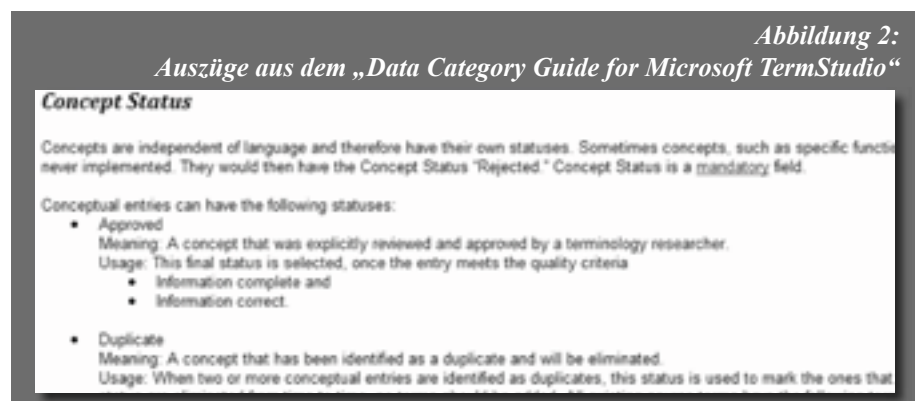 Abbildung 2:
Auszüge aus dem „Data Category Guide for Microsoft TermStudio“
Concept Status
Concepts are independent of language and therefore have their own statuses. Sometimes concepts, such as specific
never implemented. They would then have the Concept Status "Rejected." Concept Status is a mandatory field.
Conceptual entries can have the following statuses:
• Approved
Meaning: A concept that was explicitly reviewed and approved by a terminology researcher.
Usage: This final status is selected, once the entry meets the quality criteria
• Information complete and
• Information correct.
• Duplicate
Meaning: A concept that has been identified as a duplicate and will be eliminated.
Usage: When two or more conceptual entries are identified as duplicates, this status is used to mark the ones that